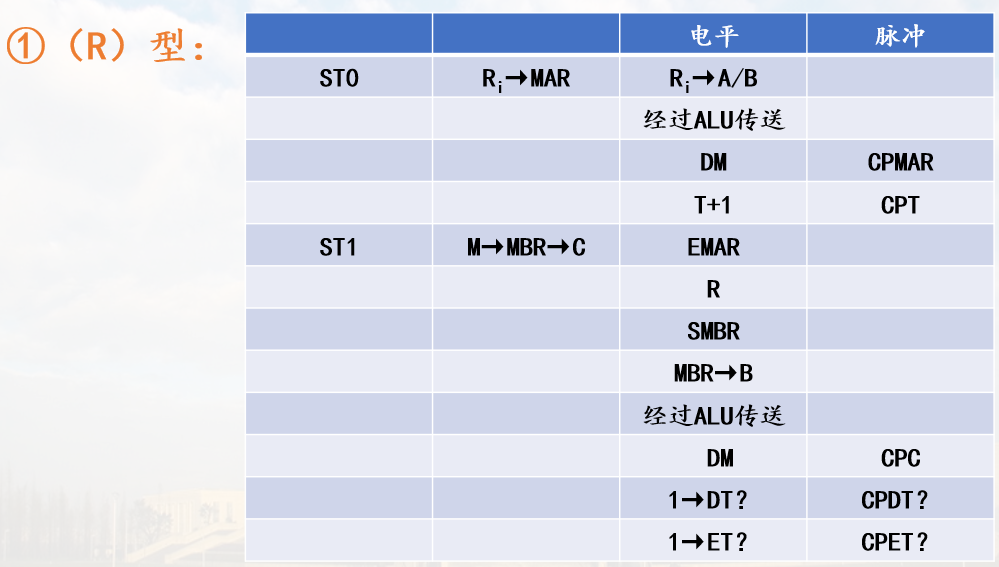 ①（R）型：
电平 脉冲
ST0 Rᵢ→MAR Rᵢ→A/B
经过ALU传送
DM CPMAR
T+1 CPT
ST1 M→MBR→C EMAR
R
SMBR
MBR→B
经过ALU传送
DM CPC
1→DT? CPDT?
1→ET? CPET?